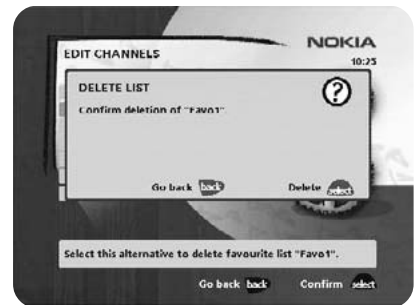 NOKIA
EDIT CHANNELS
10:25
DELETE LIST
?
Confirm deletion of "Favo1".
Go back back Delete select
Select this alternative to delete favourite list "Favo1".
Go back back Confirm select